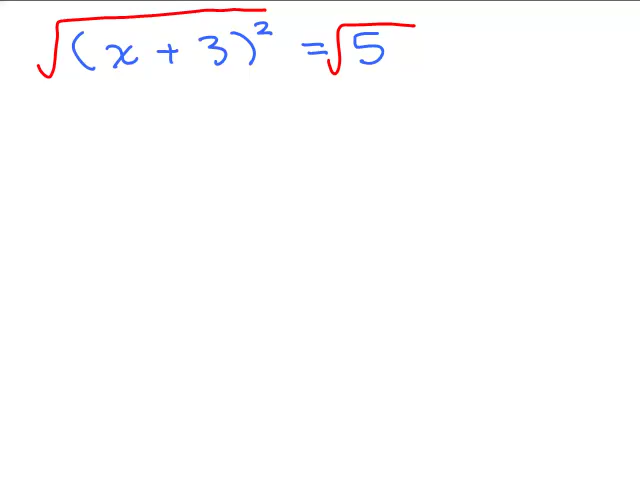 √(x + 3)² = √5